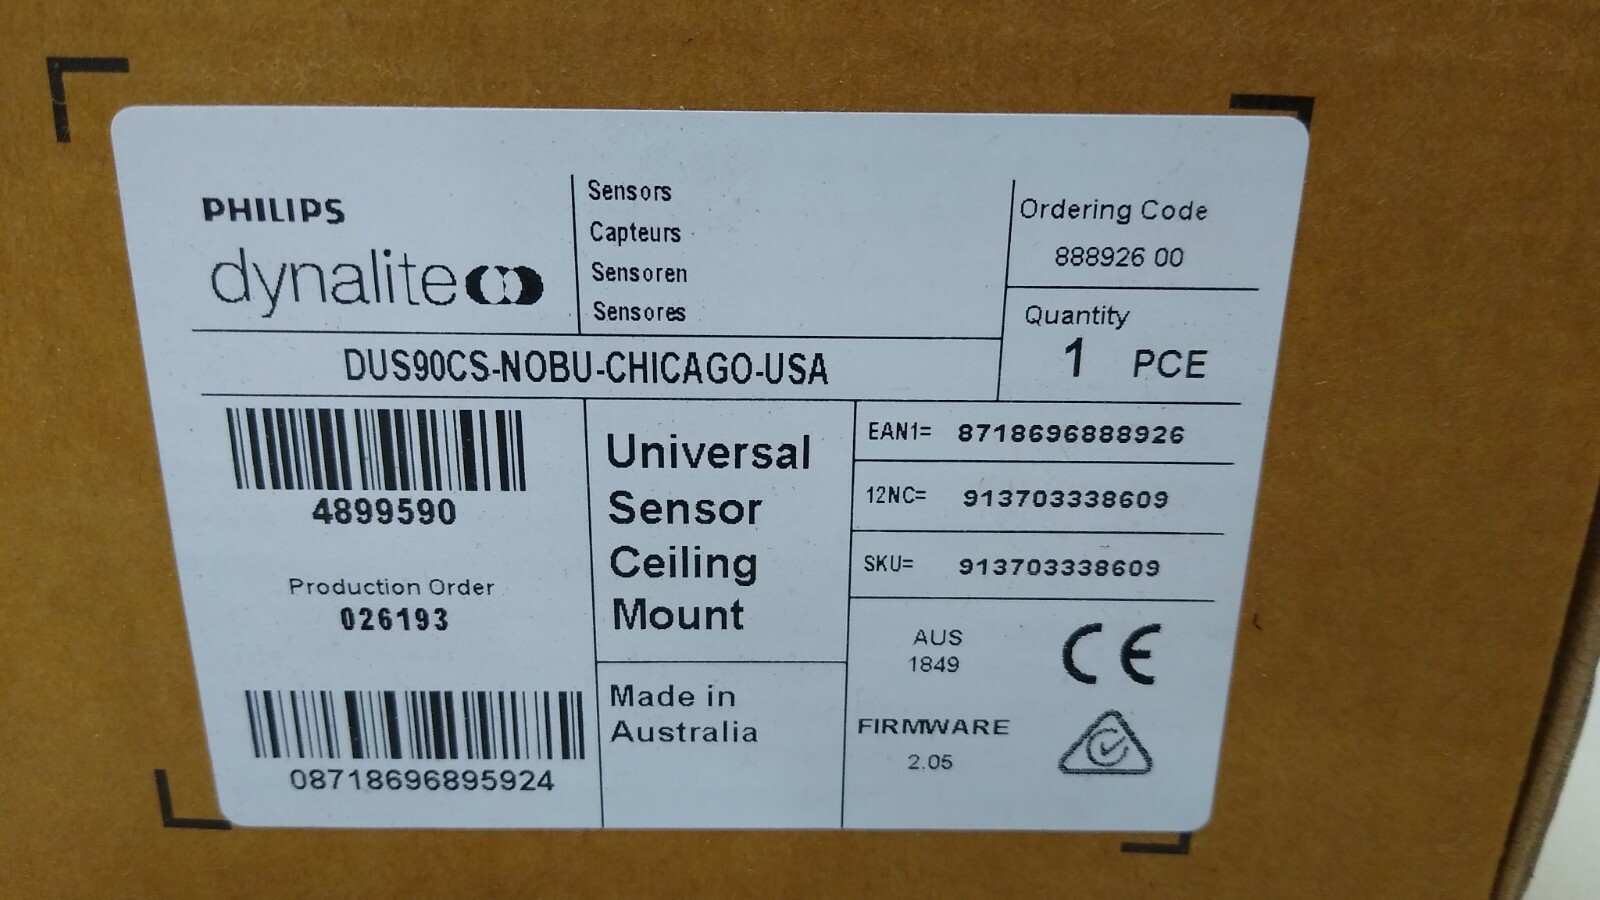 PHILIPS
dynalite
Sensors
Capteurs
Sensoren
Sensores
Ordering Code
888926 00
Quantity
1 PCE
DUS90CS-NOBU-CHICAGO-USA
4899590
Production Order
026193
08718696895924
Universal
Sensor
Ceiling
Mount
Made in
Australia
EAN1= 8718696888926
12NC= 913703338609
SKU= 913703338609
AUS
1849
CE
FIRMWARE
2.05